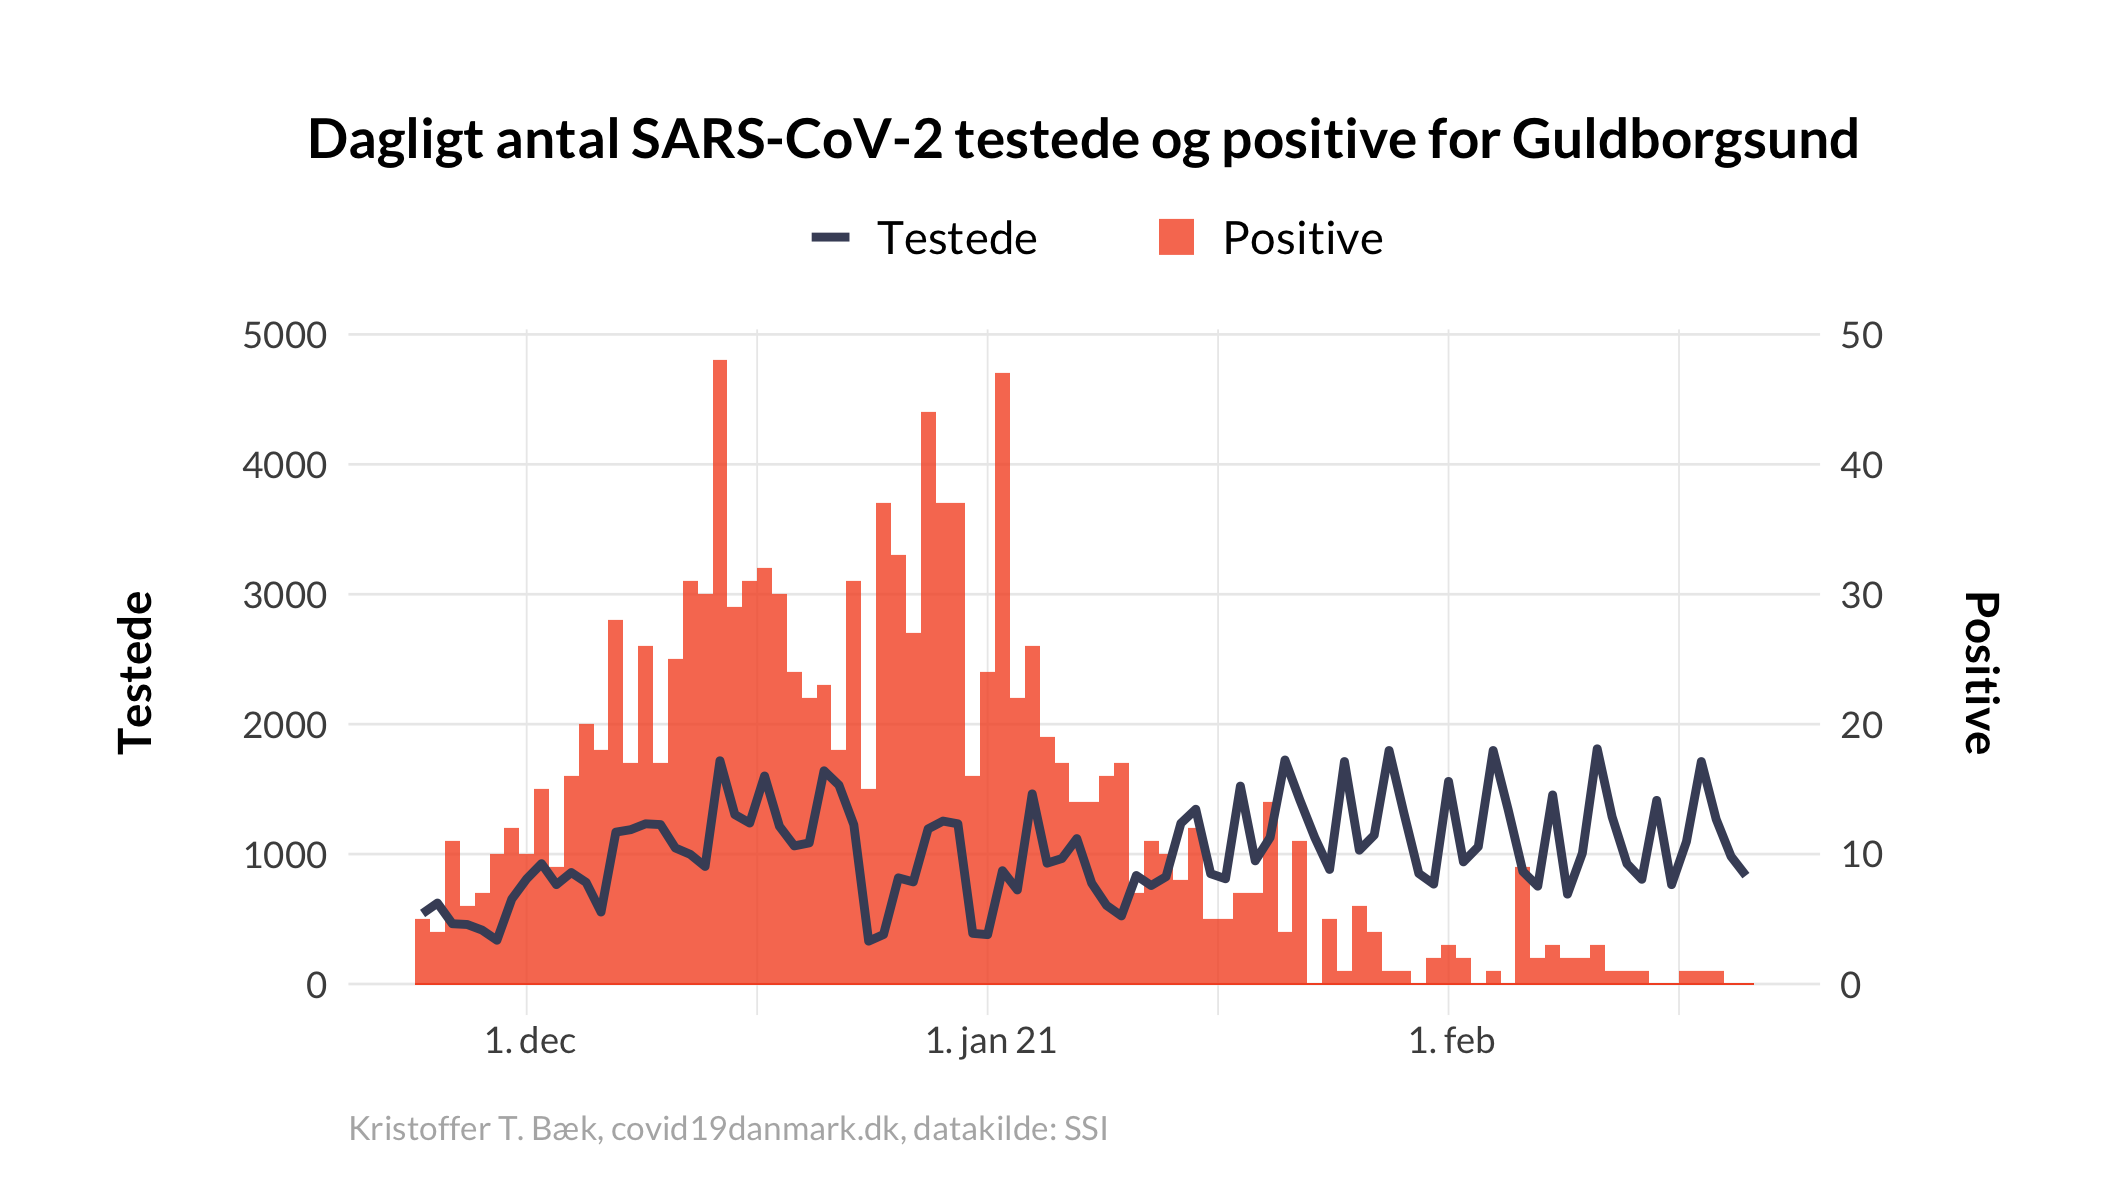 Dagligt antal SARS-CoV-2 testede og positive for Guldborgsund
Testede
Positive
5000
4000
3000
2000
1000
0
Testede
50
40
30
20
10
0
Positive
1. dec
1. jan 21
1. feb
Kristoffer T. Bæk, covid19danmark.dk, datakilde: SSI